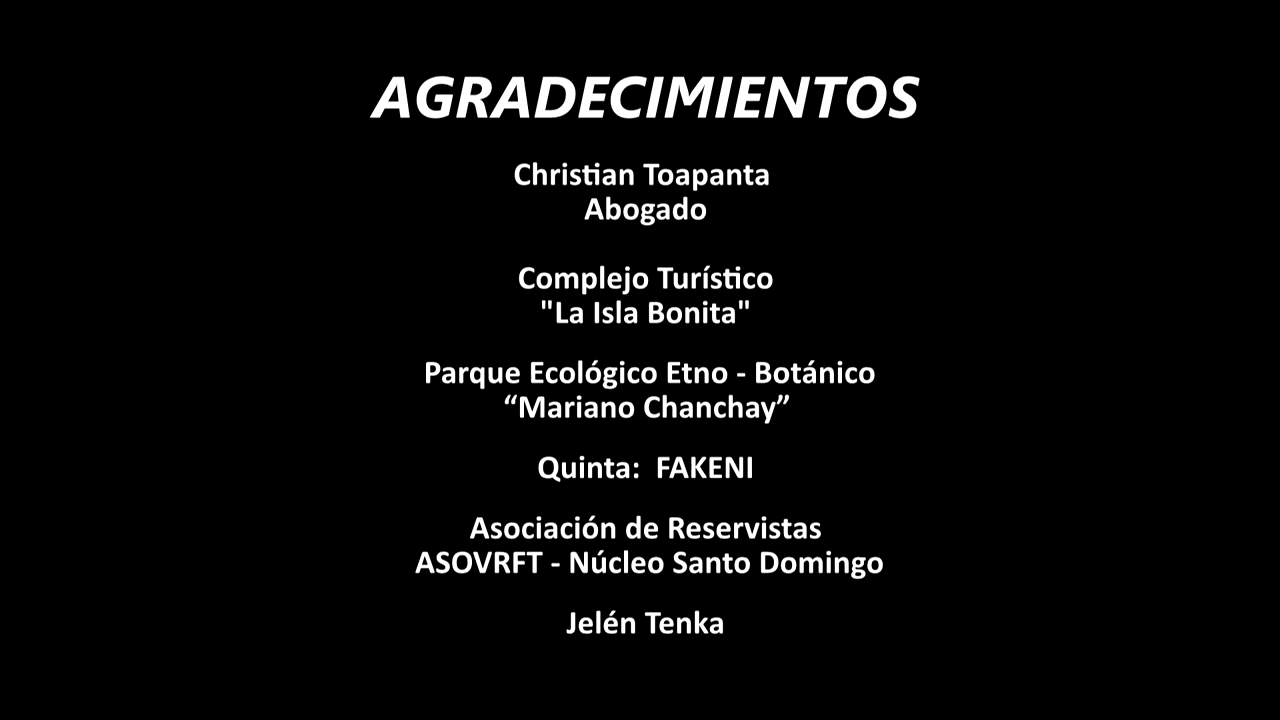 AGRADECIMIENTOS
Christian Toapanta
Abogado
Complejo Turístico
"La Isla Bonita"
Parque Ecológico Etno - Botánico
“Mariano Chanchay”
Quinta:  FAKENI
Asociación de Reservistas
ASOVRFT - Núcleo Santo Domingo
Jelén Tenka